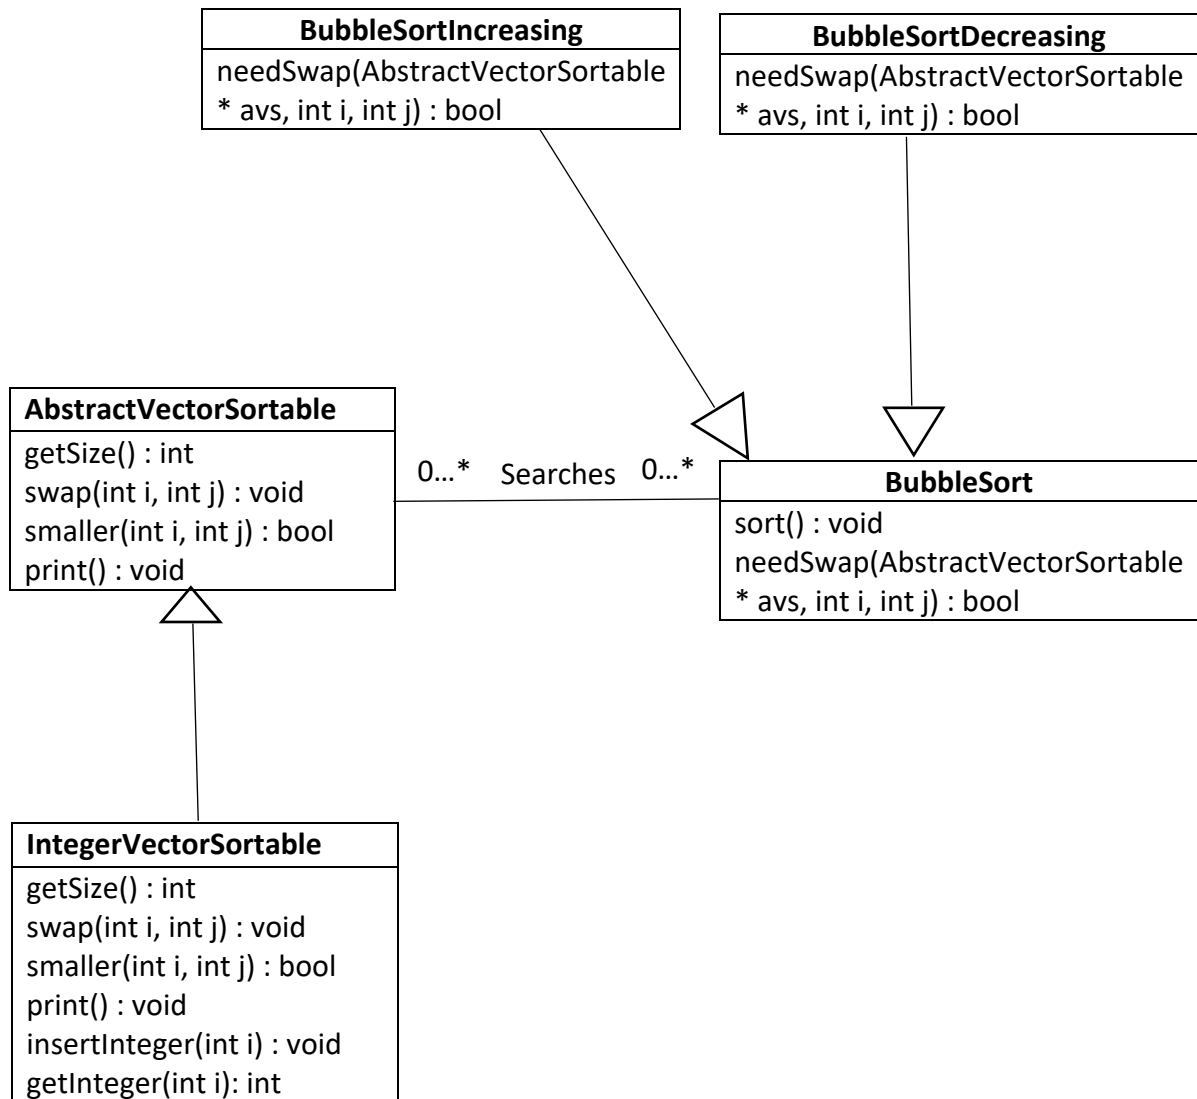 BubbleSortIncreasing
needSwap(AbstractVectorSortable
* avs, int i, int j) : bool
BubbleSortDecreasing
needSwap(AbstractVectorSortable
* avs, int i, int j) : bool
AbstractVectorSortable
getSize() : int
swap(int i, int j) : void
smaller(int i, int j) : bool
print() : void
0...* Searches 0...*
BubbleSort
sort() : void
needSwap(AbstractVectorSortable
* avs, int i, int j) : bool
IntegerVectorSortable
getSize() : int
swap(int i, int j) : void
smaller(int i, int j) : bool
print() : void
insertInteger(int i) : void
getInteger(int i): int